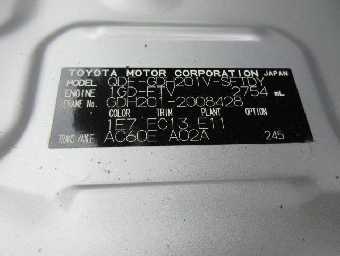 TOYOTA MOTOR CORPORATION JAPAN
MODEL QDF-GDH201V-SFTDY
ENGINE 1GD-FTV 2754 mL
FRAME No. GDH201-2008428
COLOR TRIM PLANT OPTION
1E7 FC13 E11
TRANS/AXLE AC60E A02A 245